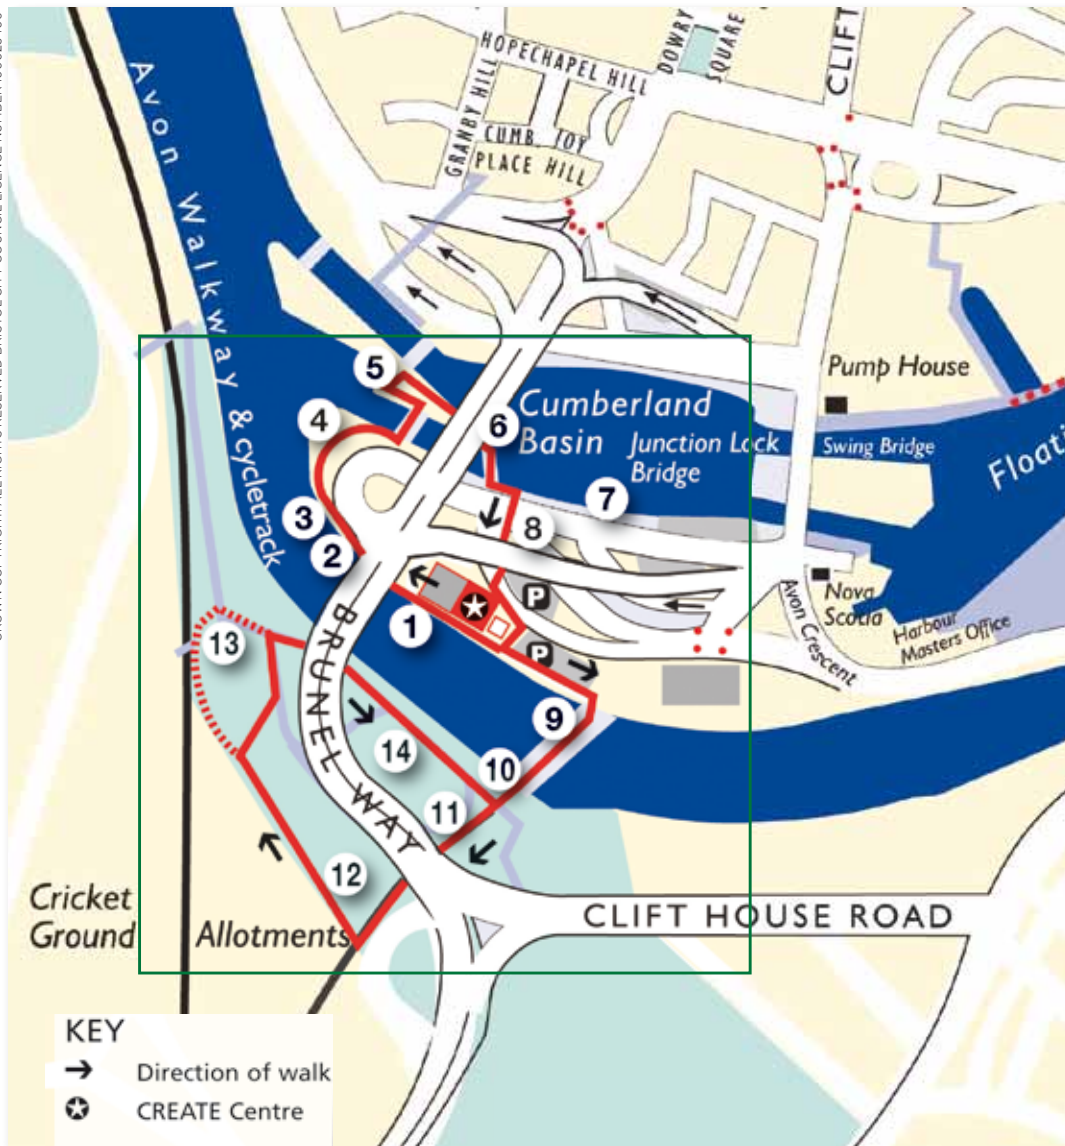 HOPECHAPEL HILL
DOWRY
SQUARE
CLIFT
GRANBY HILL
CUMB.
PLACE
JOY
HILL
Avon Walkway & cycletrack
Pump House
5
4
6
Cumberland
Basin
Junction Lock
Bridge
Swing Bridge
Floati
3
7
2
8
P
1
P
Nova
Scotia
Avon Crescent
Harbour
Masters Office
BRUNEL WAY
13
9
14
10
11
12
Cricket
Ground
Allotments
CLIFT HOUSE ROAD
KEY
Direction of walk
CREATE Centre